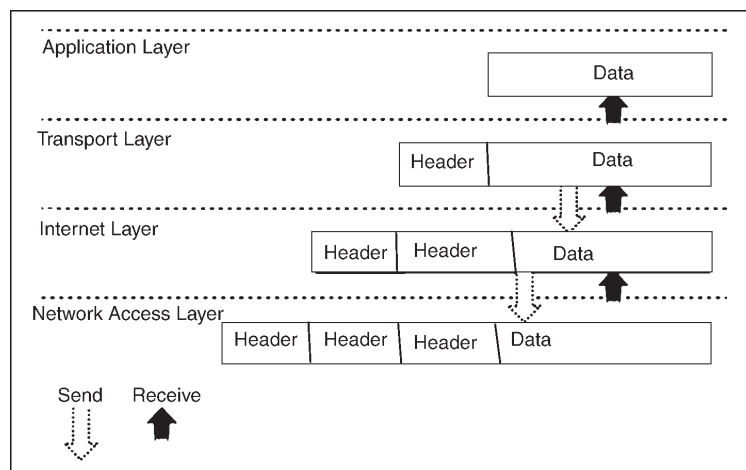 Application Layer
Data
Transport Layer
Header Data
Internet Layer
Header Header Data
Network Access Layer
Header Header Header Data
Send Receive